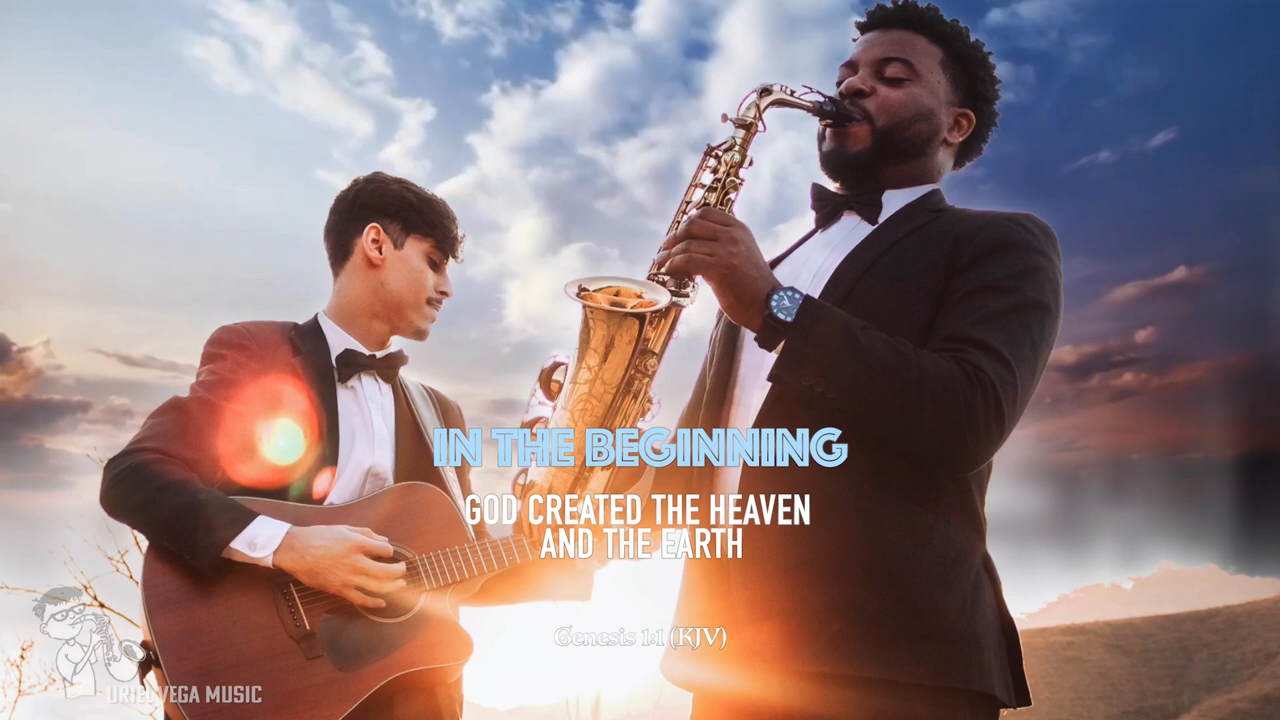 IN THE BEGINNING
GOD CREATED THE HEAVEN
AND THE EARTH
Genesis 1:1 (KJV)
URIEL VEGA MUSIC